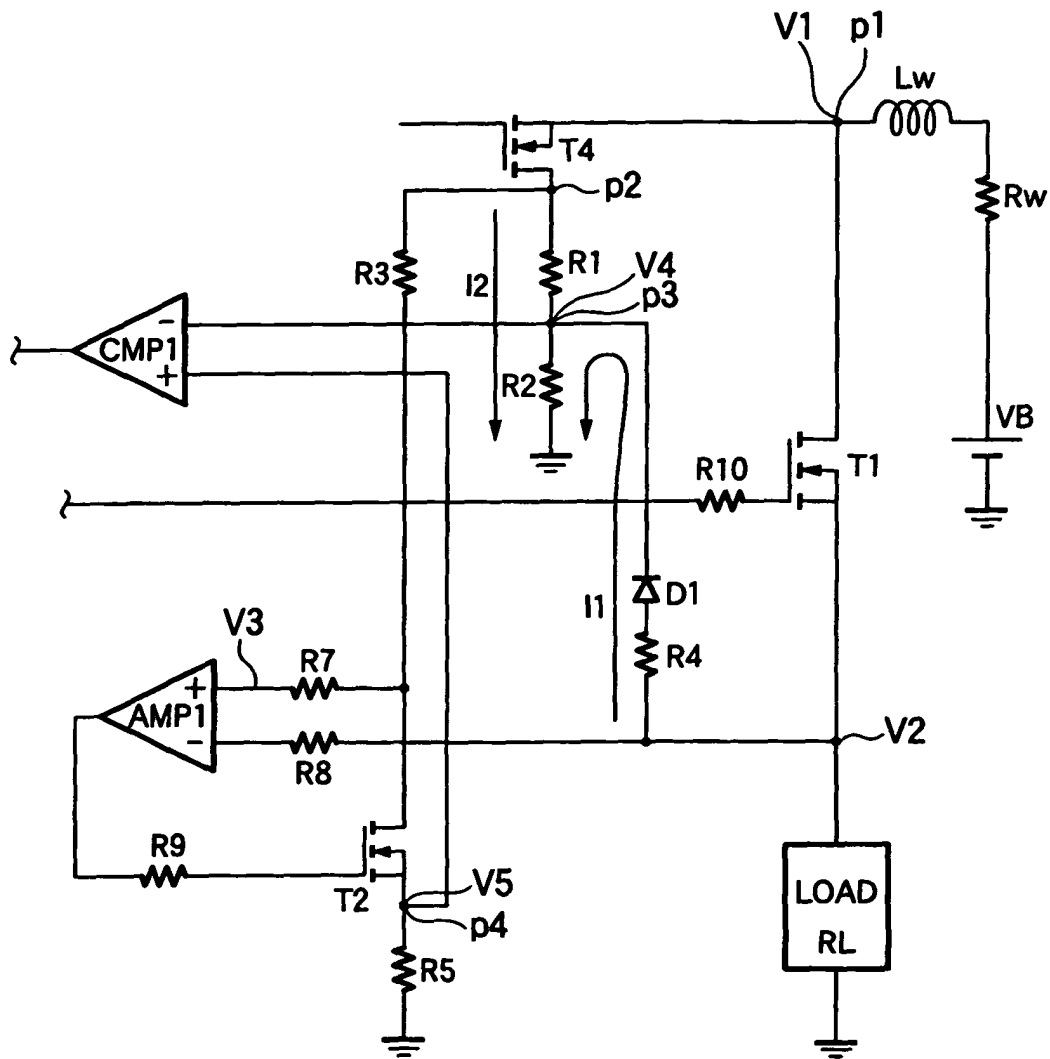 V1 p1
Lw
T4
p2
Rw
R3
I2
R1
V4
p3
CMP1
-
+
R2
VB
R10
T1
I1
D1
R4
V3
R7
+
AMP1
-
R8
V2
R9
T2
V5
p4
LOAD
RL
R5